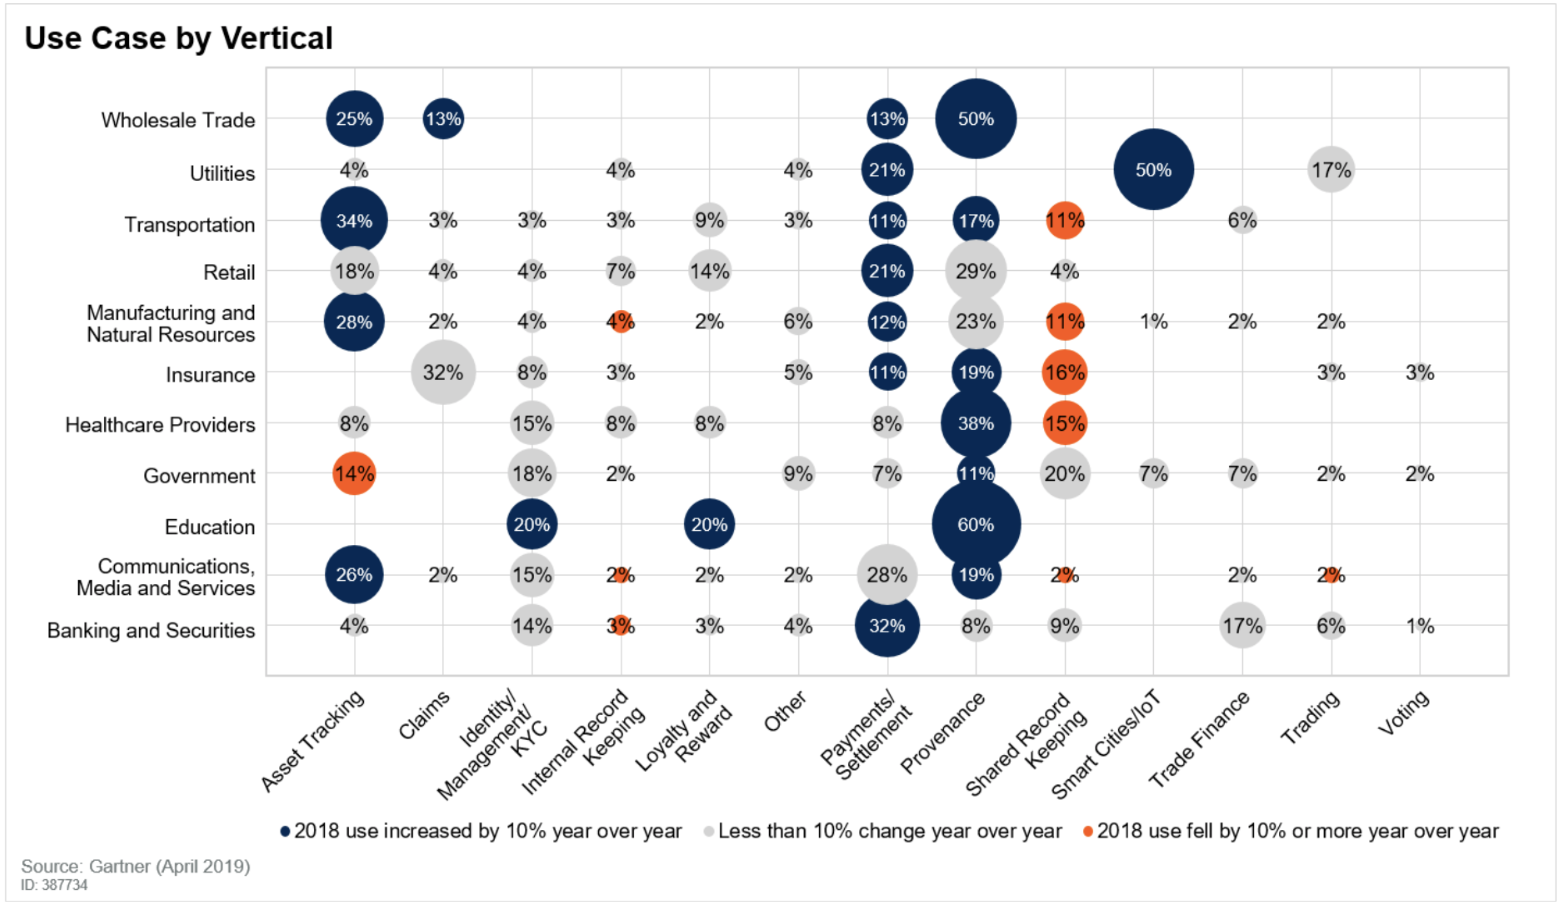 Use Case by Vertical
Wholesale Trade 25% 13% 13% 50%
Utilities 4% 4% 4% 21% 50% 17%
Transportation 34% 3% 3% 3% 9% 3% 11% 17% 11% 6%
Retail 18% 4% 4% 7% 14% 21% 29% 4%
Manufacturing and
Natural Resources 28% 2% 4% 4% 2% 6% 12% 23% 11% 1% 2% 2%
Insurance 32% 8% 3% 5% 11% 19% 16% 3% 3%
Healthcare Providers 8% 15% 8% 8% 8% 38% 15%
Government 14% 18% 2% 9% 7% 11% 20% 7% 7% 2% 2%
Education 20% 20% 60%
Communications,
Media and Services 26% 2% 15% 2% 2% 2% 28% 19% 2% 2% 2%
Banking and Securities 4% 14% 3% 3% 4% 32% 8% 9% 17% 6% 1%
Asset Tracking
Claims
Identity/
Management/
KYC
Internal Record
Keeping
Loyalty and
Reward
Other
Payments/
Settlement
Provenance
Shared Record
Keeping
Smart Cities/IoT
Trade Finance
Trading
Voting
2018 use increased by 10% year over year
Less than 10% change year over year
2018 use fell by 10% or more year over year
Source: Gartner (April 2019)
ID: 387734